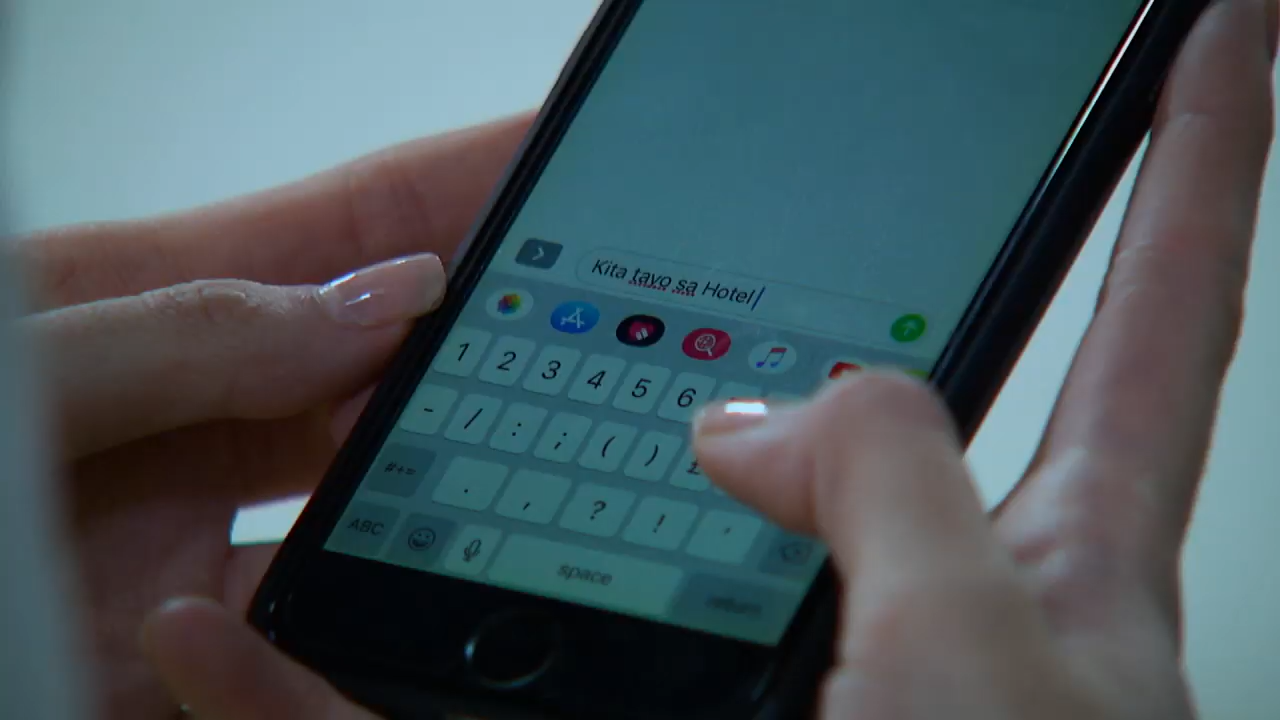 Kita tayo sa Hotel
1 2 3 4 5 6
- / : ; ( ) £
#+= . , ? ! '
ABC space return